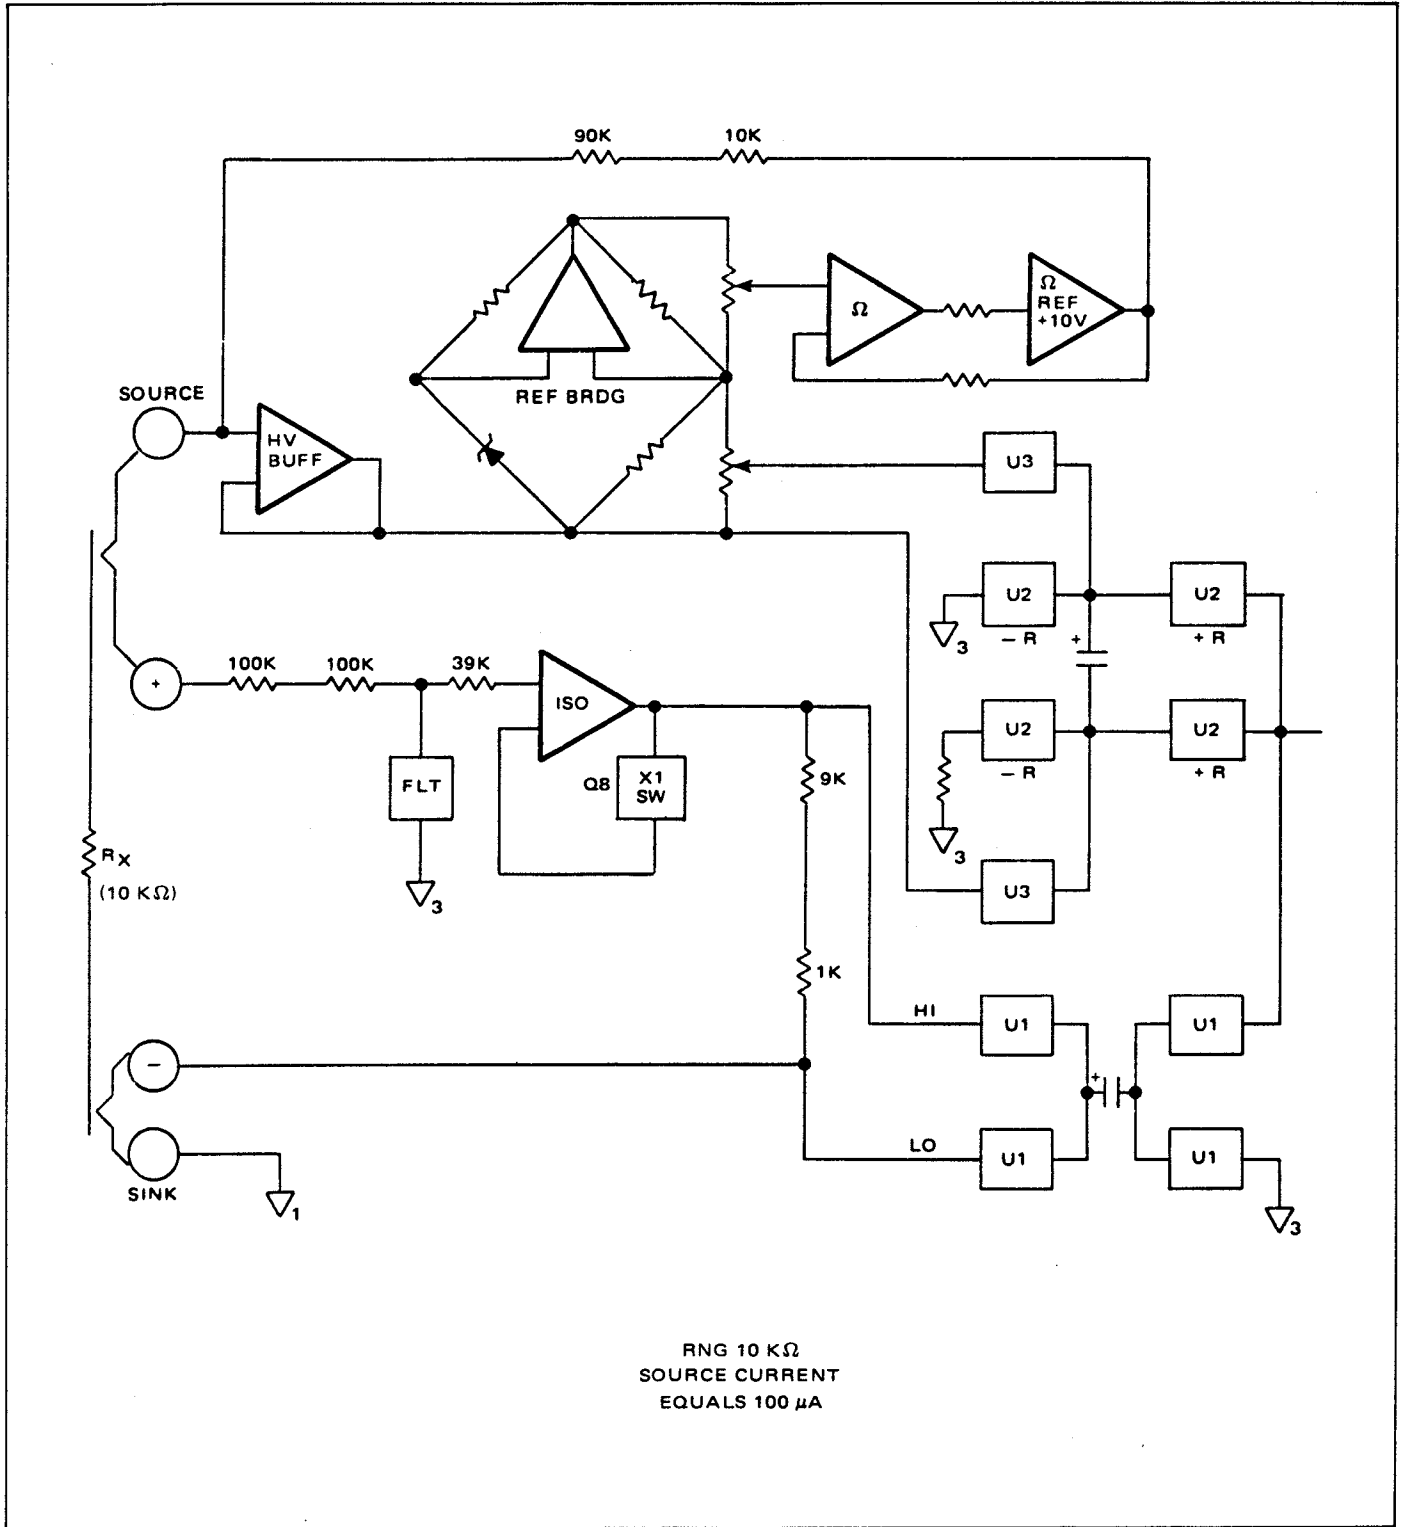 90K 10K
Ω
Ω
REF
+10V
REF BRDG
SOURCE
HV
BUFF
U3
U2
U2
3
− R
+ R
+
+
100K 100K 39K
ISO
U2
U2
− R
+ R
FLT
Q8
X1
SW
9K
3
RX
(10 KΩ)
3
U3
1K
HI
U1
U1
−
+
LO
U1
U1
SINK
1
3
RNG 10 KΩ
SOURCE CURRENT
EQUALS 100 µA